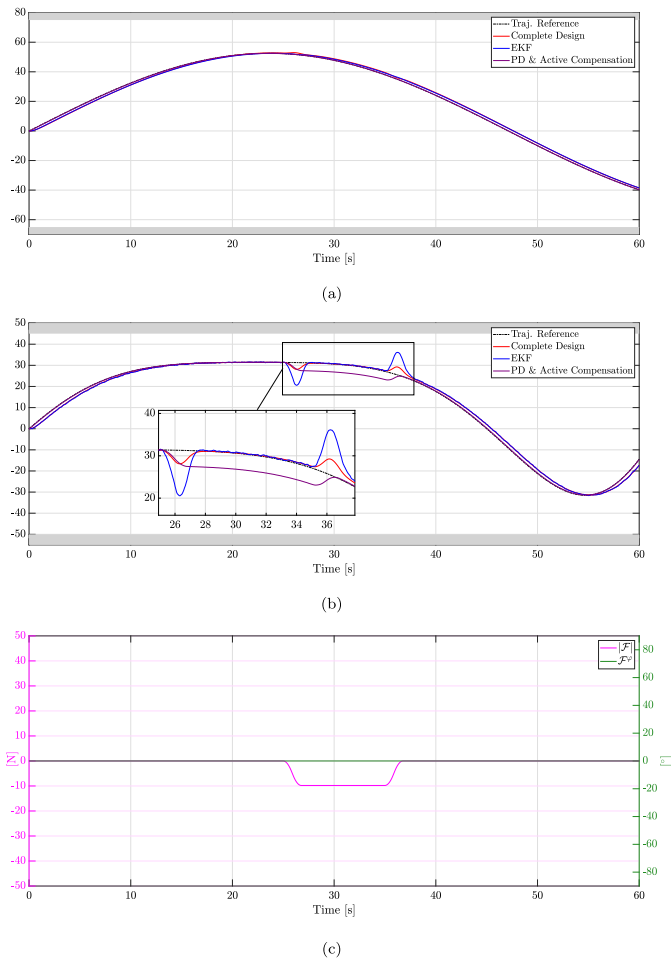 80
60
40
20
0
-20
-40
-60
0 10 20 30 40 50 60
Time [s]
Traj. Reference
Complete Design
EKF
PD & Active Compensation
(a)
50
40
30
20
10
0
-10
-20
-30
-40
-50
0 10 20 30 40 50 60
Time [s]
Traj. Reference
Complete Design
EKF
PD & Active Compensation
40
30
20
26 28 30 32 34 36
(b)
50
40
30
20
10
0
-10
-20
-30
-40
-50
[N]
0 10 20 30 40 50 60
Time [s]
80
60
40
20
0
-20
-40
-60
-80
[°]
|𝓕|
𝓕^φ
(c)